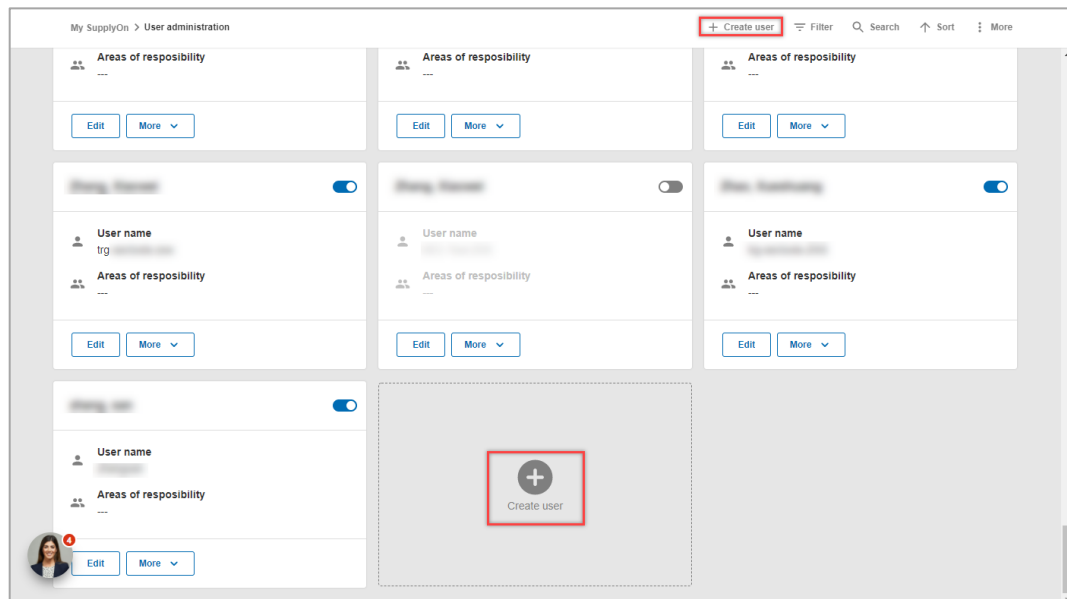 My SupplyOn > User administration
+ Create user
Filter
Search
Sort
More
Areas of resposibility
---
Areas of resposibility
---
Areas of resposibility
---
Edit
More
Edit
More
Edit
More
User name
trg
Areas of resposibility
---
User name
Areas of resposibility
---
User name
Areas of resposibility
---
Edit
More
Edit
More
Edit
More
User name
Areas of resposibility
---
Create user
4
Edit
More